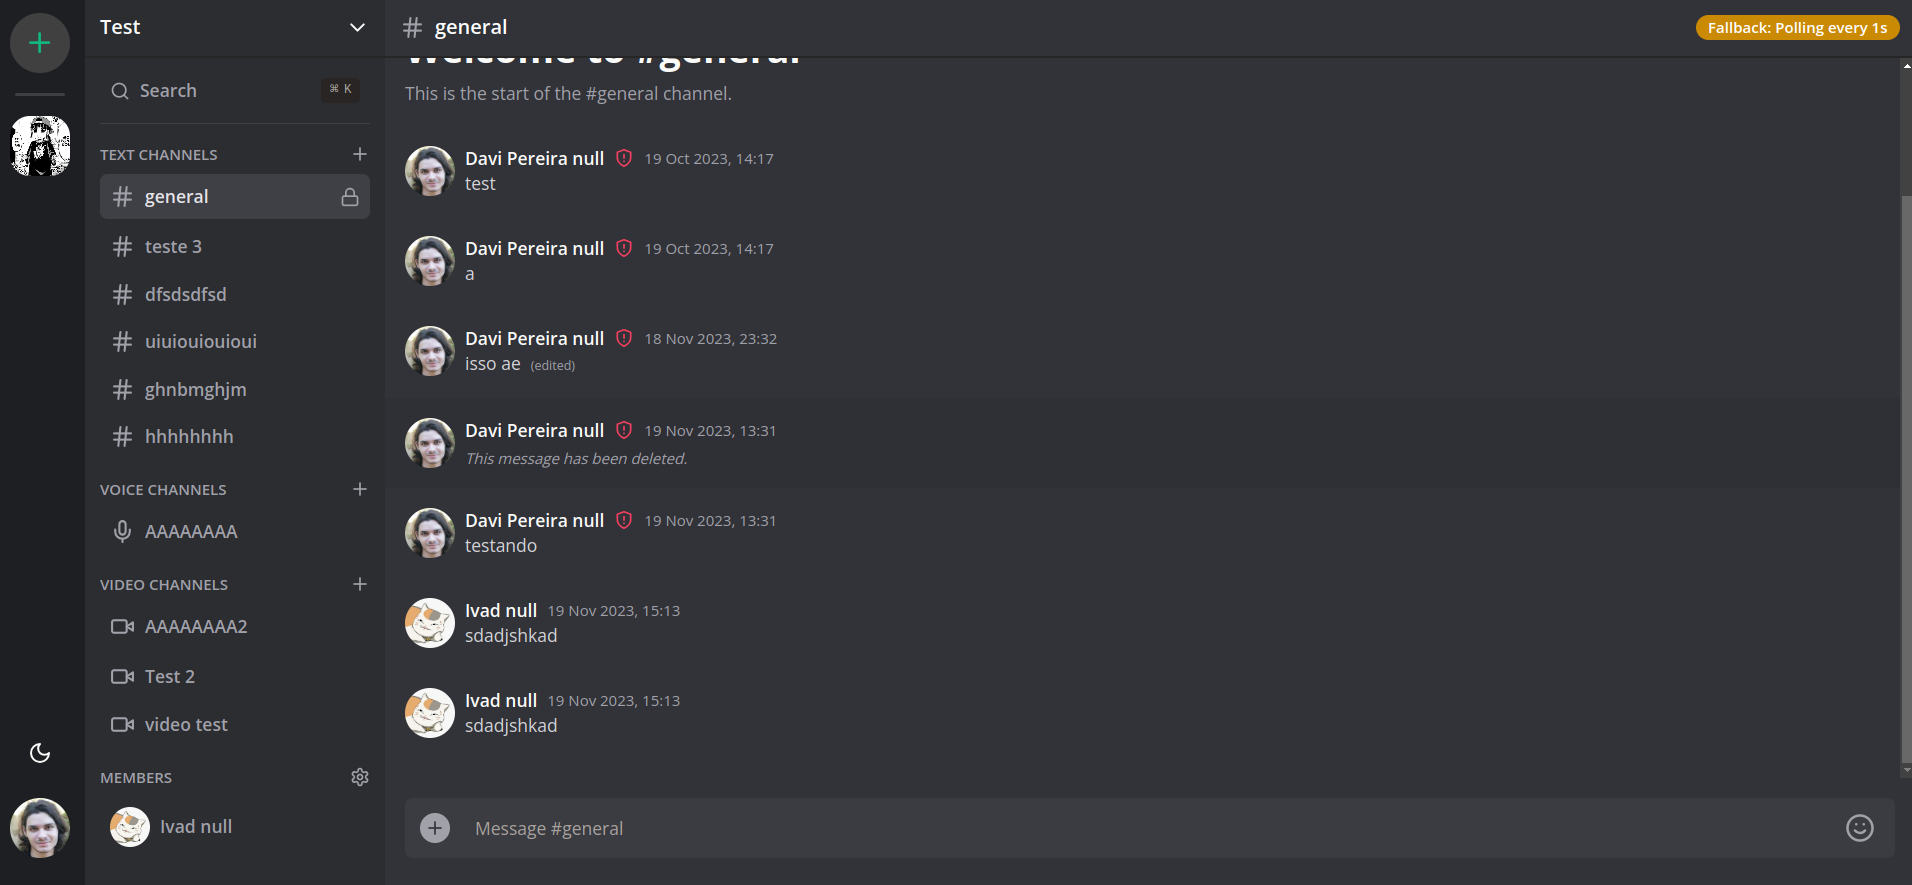 Test
Search
⌘ K
TEXT CHANNELS
general
teste 3
dfsdsdfsd
uiuiouiouioui
ghnbmghjm
hhhhhhhh
VOICE CHANNELS
AAAAAAAA
VIDEO CHANNELS
AAAAAAAA2
Test 2
video test
MEMBERS
Ivad null
# general
Fallback: Polling every 1s
Welcome to #general
This is the start of the #general channel.
Davi Pereira null 19 Oct 2023, 14:17
test
Davi Pereira null 19 Oct 2023, 14:17
a
Davi Pereira null 18 Nov 2023, 23:32
isso ae (edited)
Davi Pereira null 19 Nov 2023, 13:31
This message has been deleted.
Davi Pereira null 19 Nov 2023, 13:31
testando
Ivad null 19 Nov 2023, 15:13
sdadjshkad
Ivad null 19 Nov 2023, 15:13
sdadjshkad
Message #general